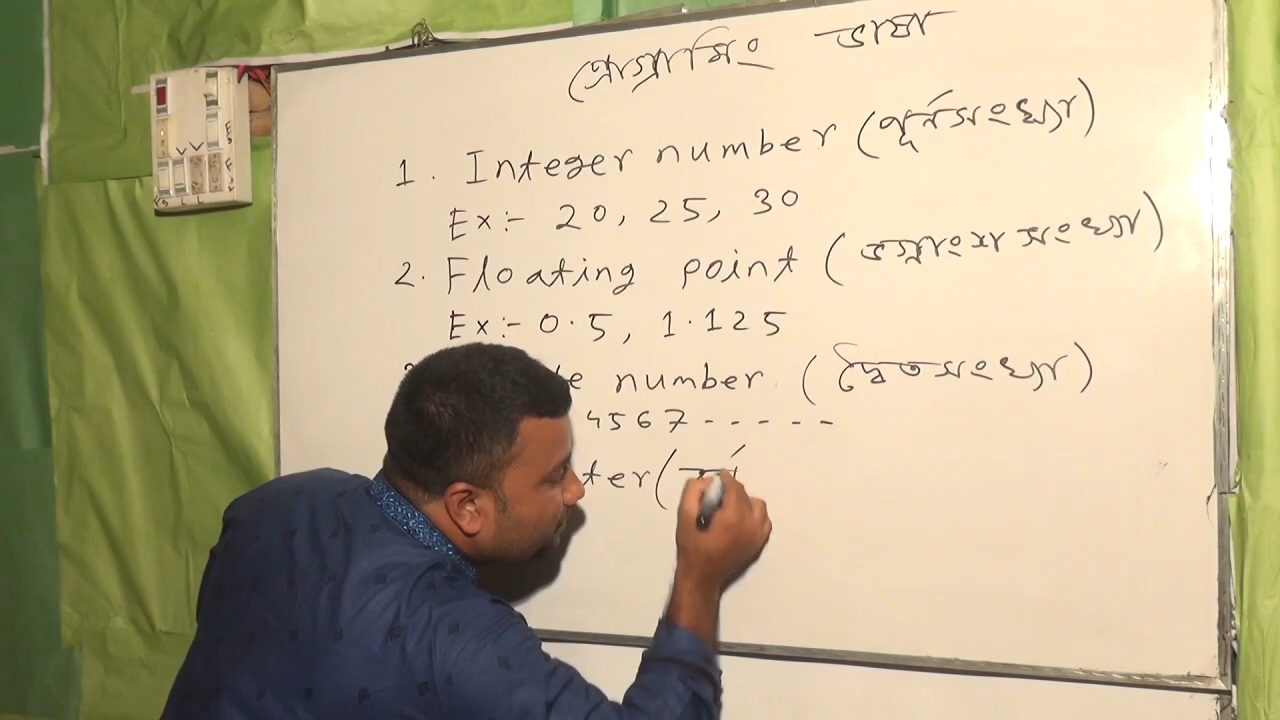 প্রোগ্রামিং ভাষা
1. Integer number (পূর্নসংখ্যা)
Ex:- 20, 25, 30
2. Floating point (ভগ্নাংশ সংখ্যা)
Ex:- 0.5, 1.125
number (দ্বৈতসংখ্যা)
4567-----
ter(